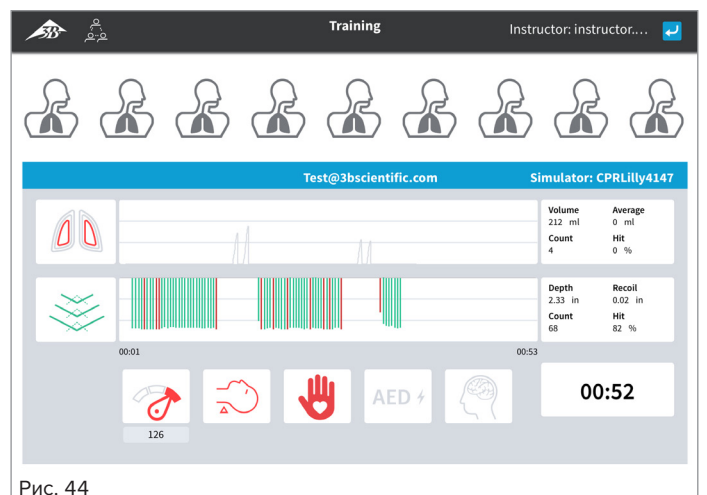 3B
Training
Instructor: instructor....
Test@3bscientific.com
Simulator: CPRLilly4147
Volume Average
212 ml 0 ml
Count Hit
4 0 %
Depth Recoil
2.33 in 0.02 in
Count Hit
68 82 %
00:01 00:53
AED
00:52
126
Рис. 44